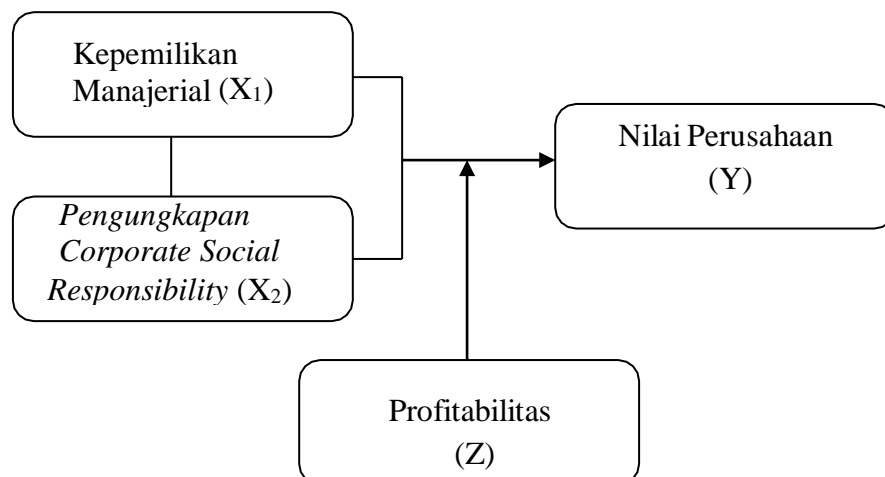 Kepemilikan
Manajerial (X₁)
Nilai Perusahaan
(Y)
Pengungkapan
Corporate Social
Responsibility (X₂)
Profitabilitas
(Z)